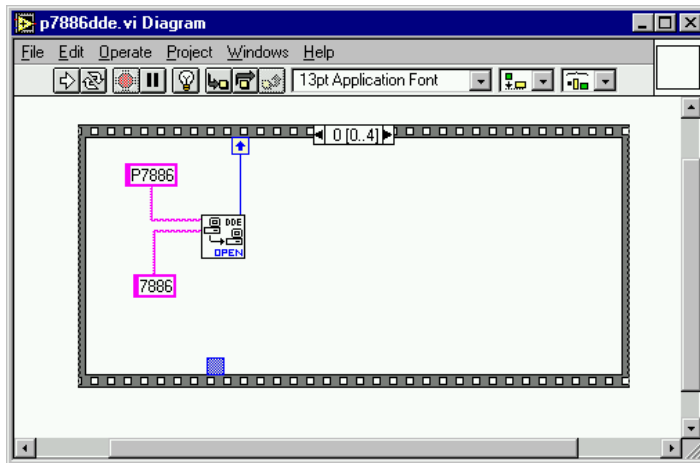 p7886dde.vi Diagram
File Edit Operate Project Windows Help
13pt Application Font
0 [0..4]
P7886
DDE
OPEN
7886